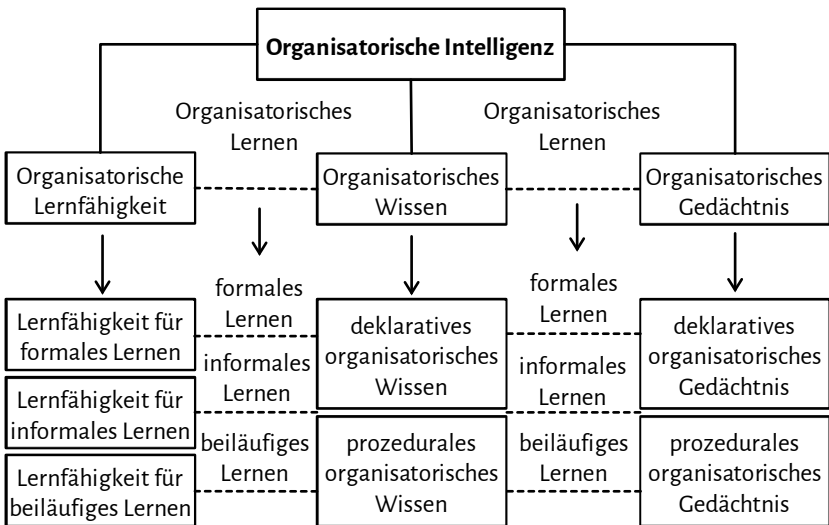 Organisatorische Intelligenz
Organisatorisches
Lernen
Organisatorisches
Lernen
Organisatorische
Lernfähigkeit
Organisatorisches
Wissen
Organisatorisches
Gedächtnis
formales
Lernen
formales
Lernen
Lernfähigkeit für
formales Lernen
deklaratives
organisatorisches
Wissen
deklaratives
organisatorisches
Gedächtnis
informales
Lernen
informales
Lernen
Lernfähigkeit für
informales Lernen
beiläufiges
Lernen
prozedurales
organisatorisches
Wissen
beiläufiges
Lernen
prozedurales
organisatorisches
Gedächtnis
Lernfähigkeit für
beiläufiges Lernen